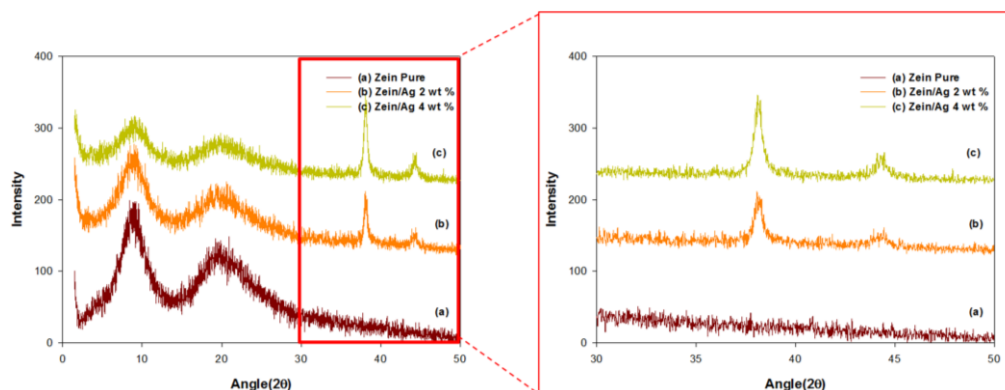 400
300
200
100
0
Intensity
(a) Zein Pure
(b) Zein/Ag 2 wt %
(c) Zein/Ag 4 wt %
(c)
(b)
(a)
0 10 20 30 40 50
Angle(2θ)
400
300
200
100
0
Intensity
(a) Zein Pure
(b) Zein/Ag 2 wt %
(c) Zein/Ag 4 wt %
(c)
(b)
(a)
30 35 40 45 50
Angle(2θ)